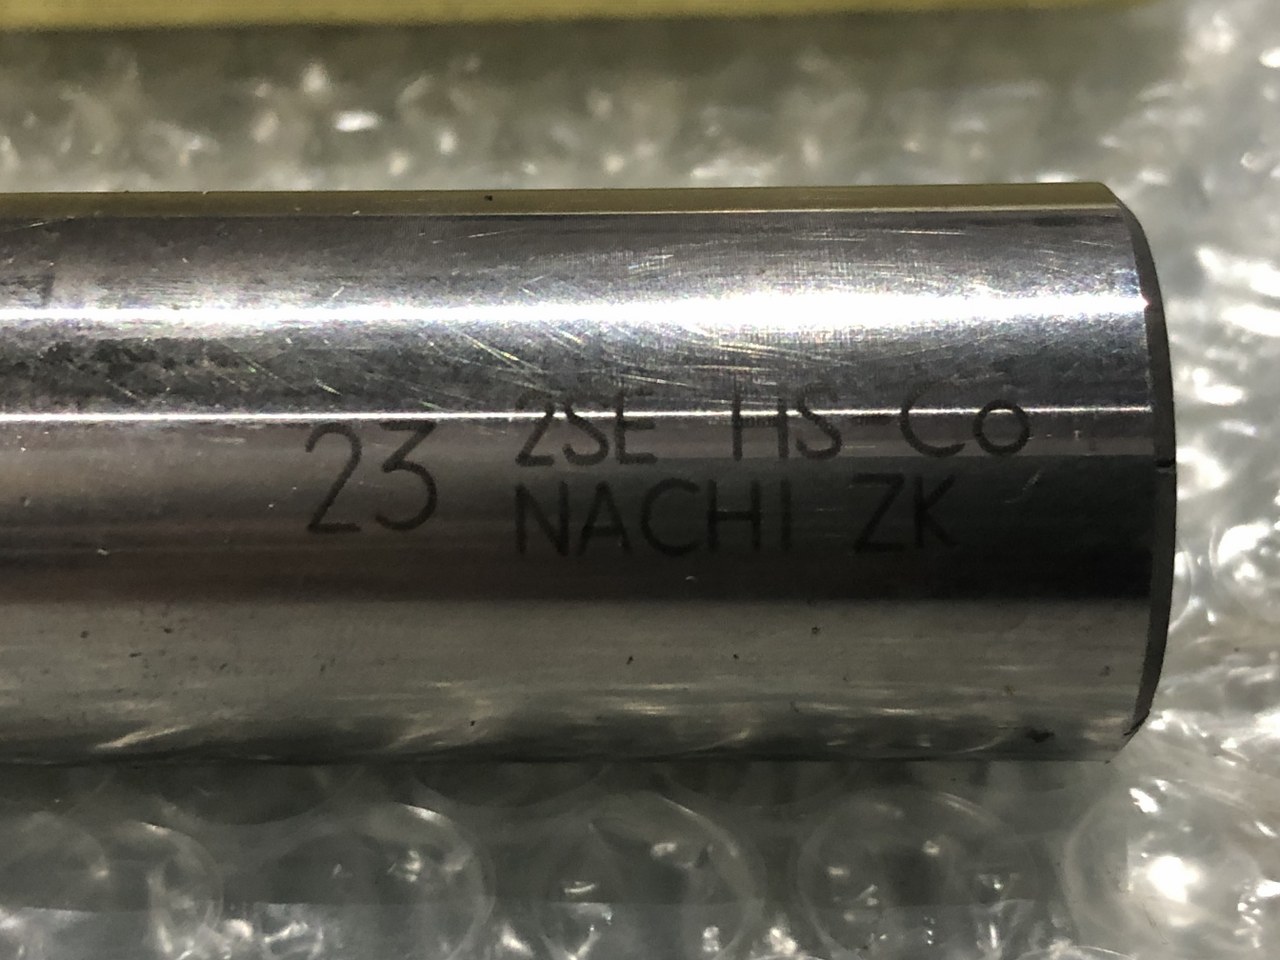 23 2SE HS-Co
NACHI ZK